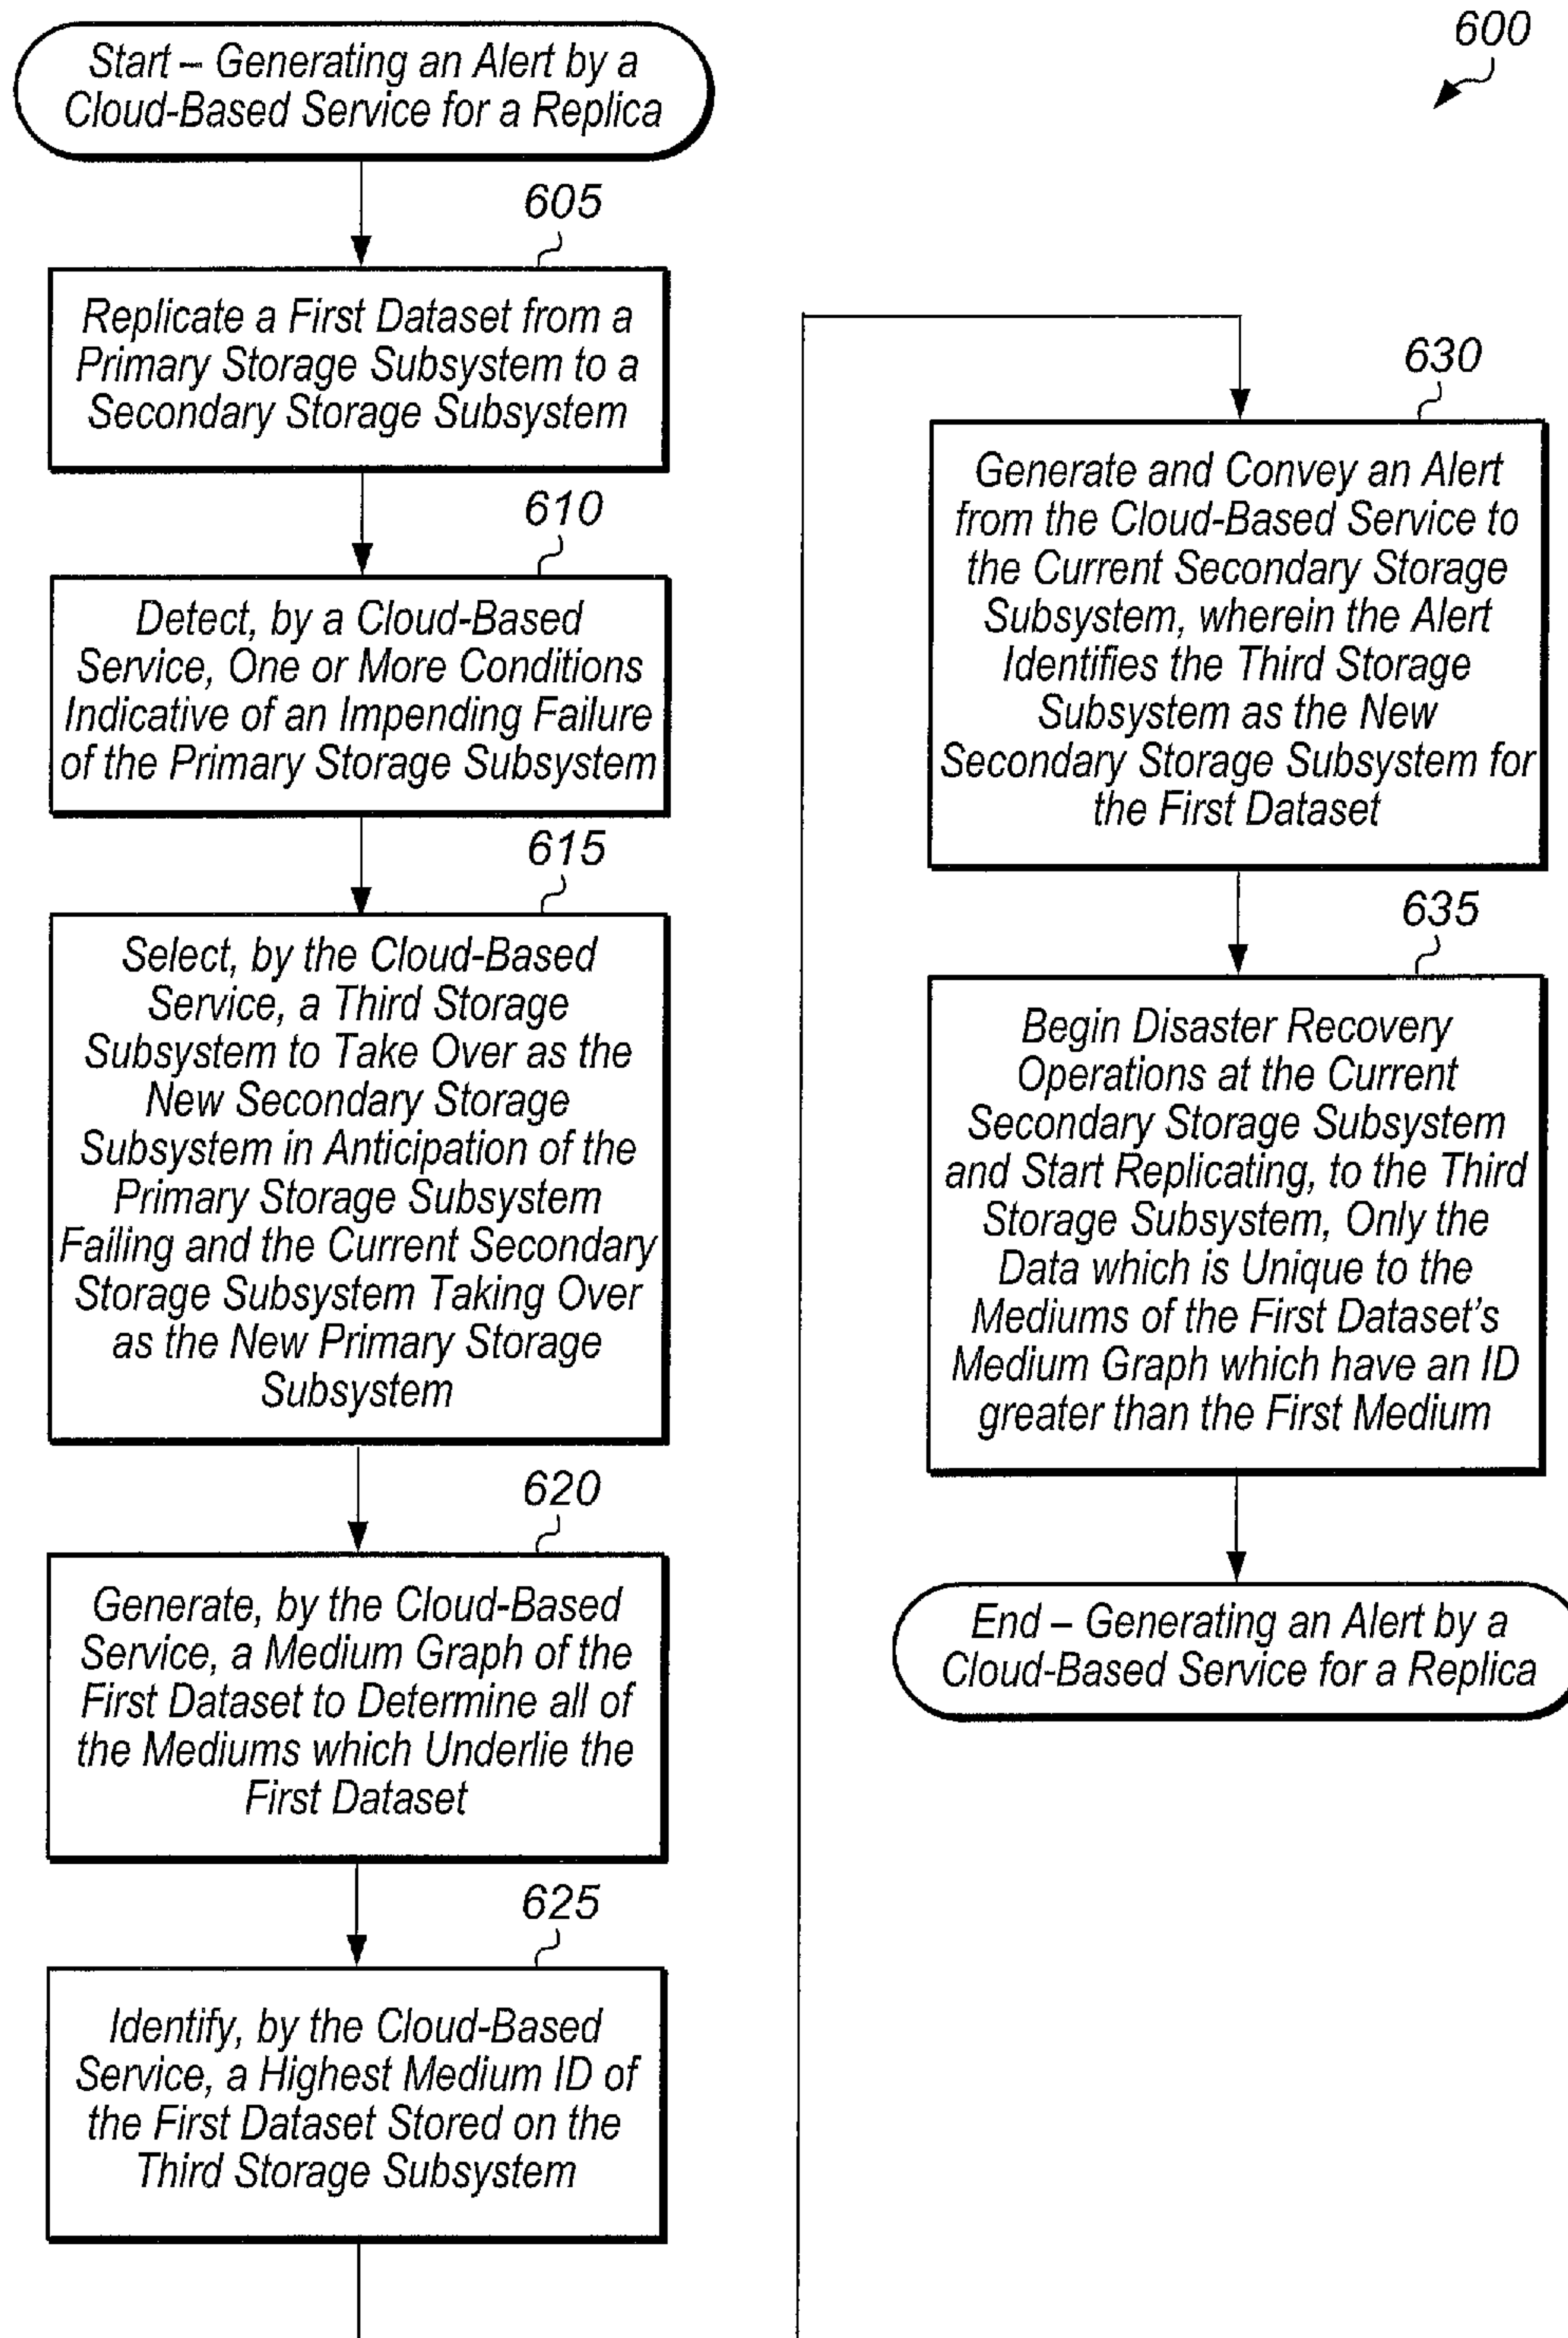 600
Start – Generating an Alert by a
Cloud-Based Service for a Replica
605
Replicate a First Dataset from a
Primary Storage Subsystem to a
Secondary Storage Subsystem
610
Detect, by a Cloud-Based
Service, One or More Conditions
Indicative of an Impending Failure
of the Primary Storage Subsystem
615
Select, by the Cloud-Based
Service, a Third Storage
Subsystem to Take Over as the
New Secondary Storage
Subsystem in Anticipation of the
Primary Storage Subsystem
Failing and the Current Secondary
Storage Subsystem Taking Over
as the New Primary Storage
Subsystem
620
Generate, by the Cloud-Based
Service, a Medium Graph of the
First Dataset to Determine all of
the Mediums which Underlie the
First Dataset
625
Identify, by the Cloud-Based
Service, a Highest Medium ID of
the First Dataset Stored on the
Third Storage Subsystem
630
Generate and Convey an Alert
from the Cloud-Based Service to
the Current Secondary Storage
Subsystem, wherein the Alert
Identifies the Third Storage
Subsystem as the New
Secondary Storage Subsystem for
the First Dataset
635
Begin Disaster Recovery
Operations at the Current
Secondary Storage Subsystem
and Start Replicating, to the Third
Storage Subsystem, Only the
Data which is Unique to the
Mediums of the First Dataset's
Medium Graph which have an ID
greater than the First Medium
End – Generating an Alert by a
Cloud-Based Service for a Replica